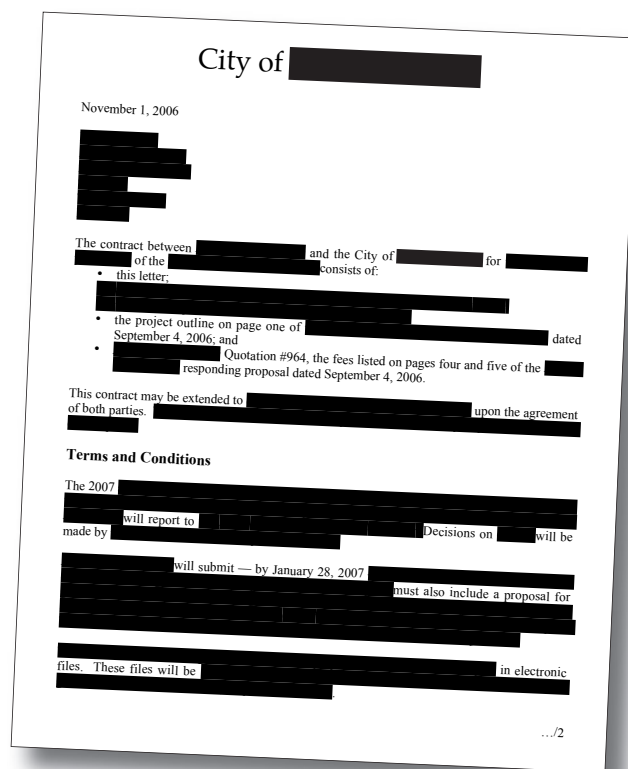 City of
November 1, 2006
The contract between and the City of for
of the consists of:
• this letter;
• the project outline on page one of dated
September 4, 2006; and
• Quotation #964, the fees listed on pages four and five of the
responding proposal dated September 4, 2006.
This contract may be extended to upon the agreement
of both parties.
Terms and Conditions
The 2007
will report to Decisions on will be
made by
will submit — by January 28, 2007
must also include a proposal for
in electronic
files. These files will be
.
…/2